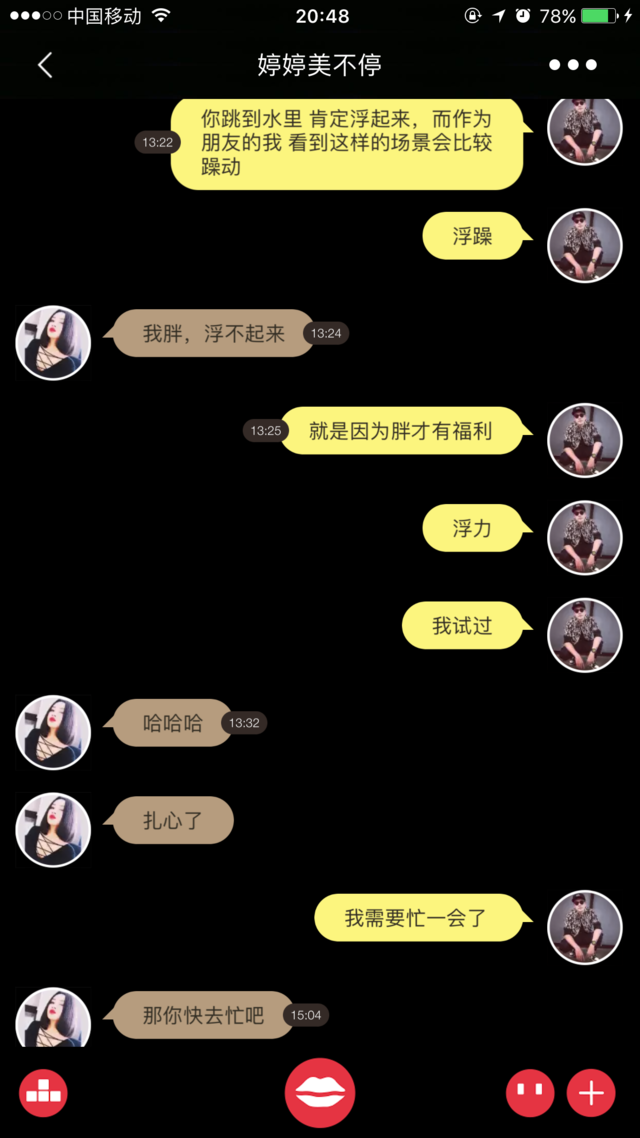 中国移动
20:48
78%
婷婷美不停
你跳到水里 肯定浮起来，而作为
13:22
朋友的我 看到这样的场景会比较
躁动
浮躁
我胖，浮不起来
13:24
13:25
就是因为胖才有福利
浮力
我试过
哈哈哈
13:32
扎心了
我需要忙一会了
那你快去忙吧
15:04